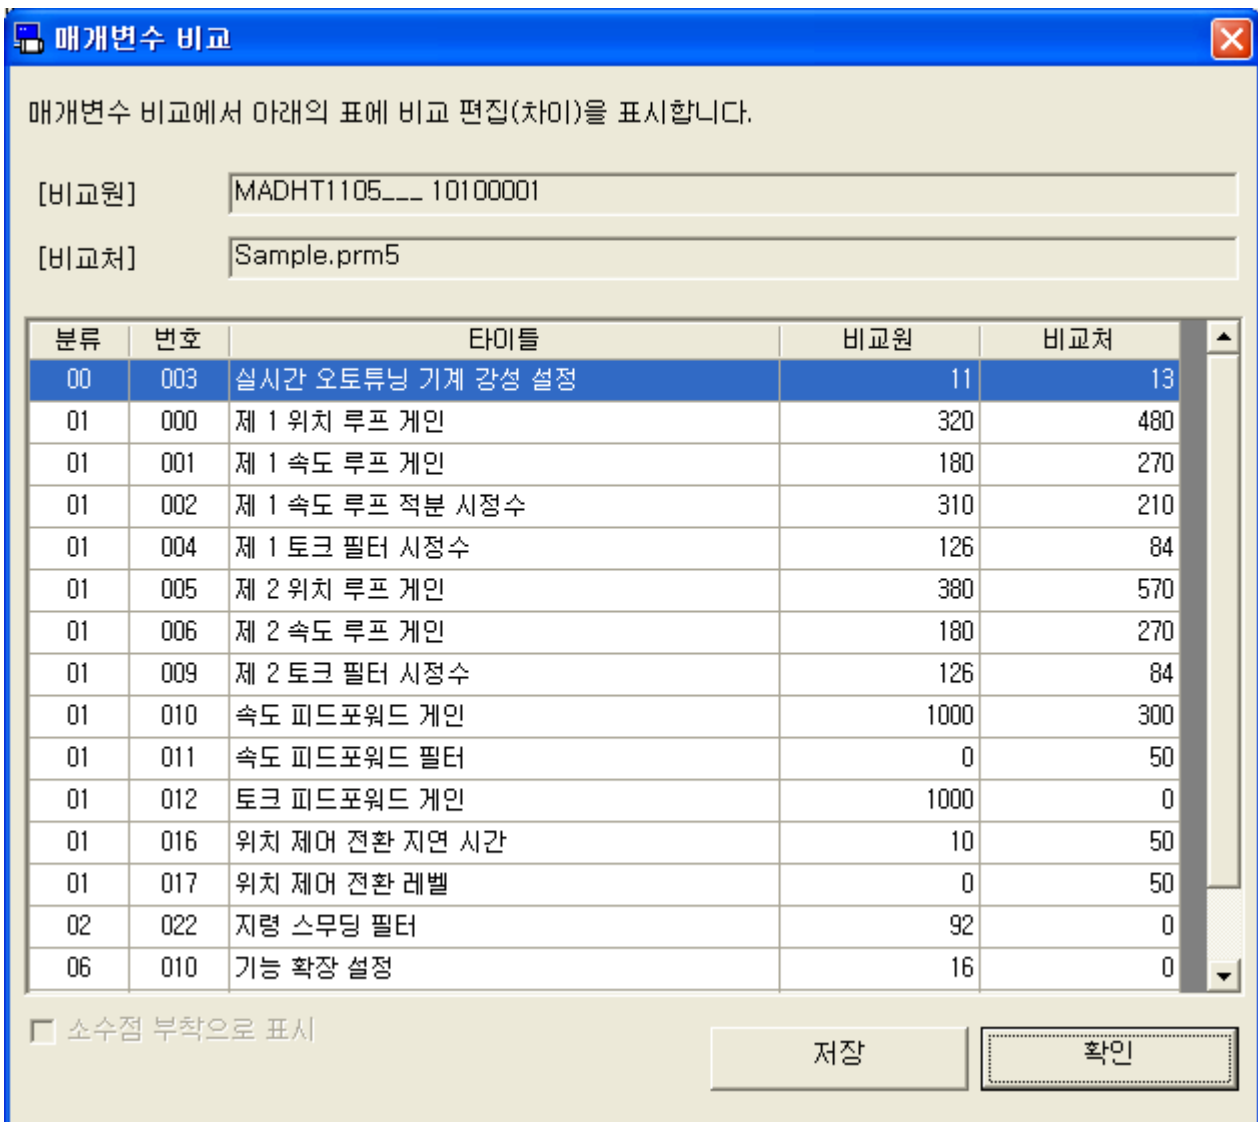 매개변수 비교
매개변수 비교에서 아래의 표에 비교 편집(차이)을 표시합니다.
[비교원] MADHT1105___ 10100001
[비교처] Sample.prm5
분류 번호 타이틀 비교원 비교처
00 003 실시간 오토튜닝 기계 강성 설정 11 13
01 000 제 1 위치 루프 게인 320 480
01 001 제 1 속도 루프 게인 180 270
01 002 제 1 속도 루프 적분 시정수 310 210
01 004 제 1 토크 필터 시정수 126 84
01 005 제 2 위치 루프 게인 380 570
01 006 제 2 속도 루프 게인 180 270
01 009 제 2 토크 필터 시정수 126 84
01 010 속도 피드포워드 게인 1000 300
01 011 속도 피드포워드 필터 0 50
01 012 토크 피드포워드 게인 1000 0
01 016 위치 제어 전환 지연 시간 10 50
01 017 위치 제어 전환 레벨 0 50
02 022 지령 스무딩 필터 92 0
06 010 기능 확장 설정 16 0
소수점 부착으로 표시
저장 확인